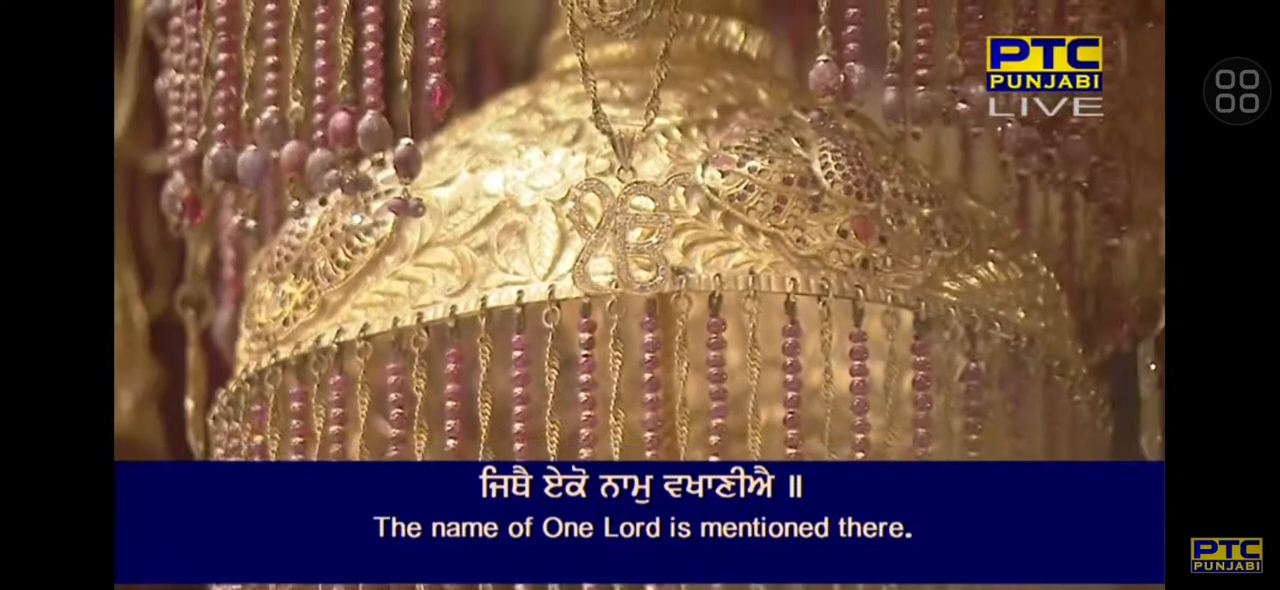 PTC
PUNJABI
LIVE
ੴ
ਜਿਥੈ ਏਕੋ ਨਾਮੁ ਵਖਾਣੀਐ ॥
The name of One Lord is mentioned there.
PTC
PUNJABI